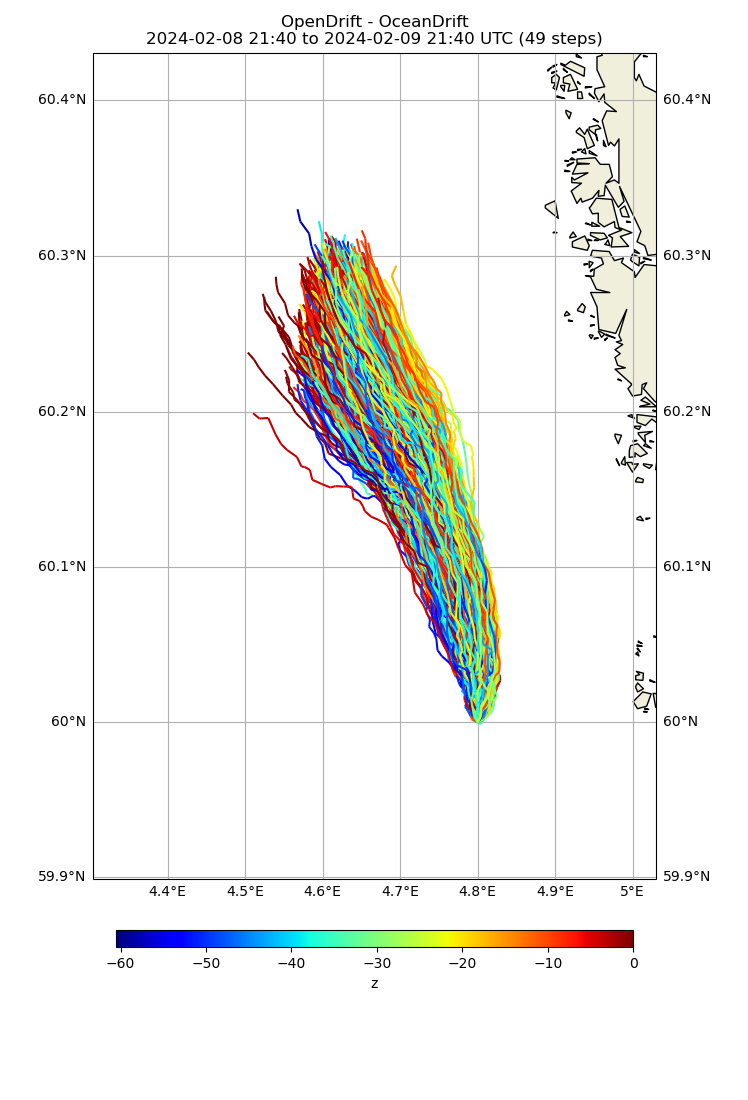 OpenDrift - OceanDrift
2024-02-08 21:40 to 2024-02-09 21:40 UTC (49 steps)
60.4°N 60.4°N
60.3°N 60.3°N
60.2°N 60.2°N
60.1°N 60.1°N
60°N 60°N
59.9°N 59.9°N
4.4°E 4.5°E 4.6°E 4.7°E 4.8°E 4.9°E 5°E
−60 −50 −40 −30 −20 −10 0
z